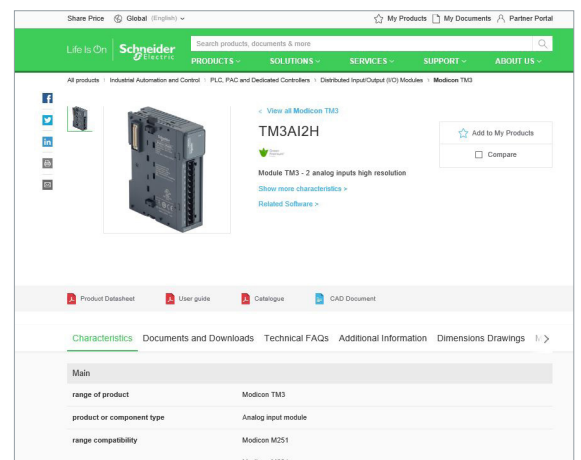 Share Price Global (English) My Products My Documents Partner Portal
Life Is On Schneider Electric
Search products, documents & more
PRODUCTS SOLUTIONS SERVICES SUPPORT ABOUT US
All products Industrial Automation and Control PLC, PAC and Dedicated Controllers Distributed Input/Output (I/O) Modules Modicon TM3
< View all Modicon TM3
TM3AI2H
Add to My Products
Compare
Module TM3 - 2 analog inputs high resolution
Show more characteristics >
Related Software >
Product Datasheet User guide Catalogue CAD Document
Characteristics Documents and Downloads Technical FAQs Additional Information Dimensions Drawings
Main
range of product Modicon TM3
product or component type Analog input module
range compatibility Modicon M251